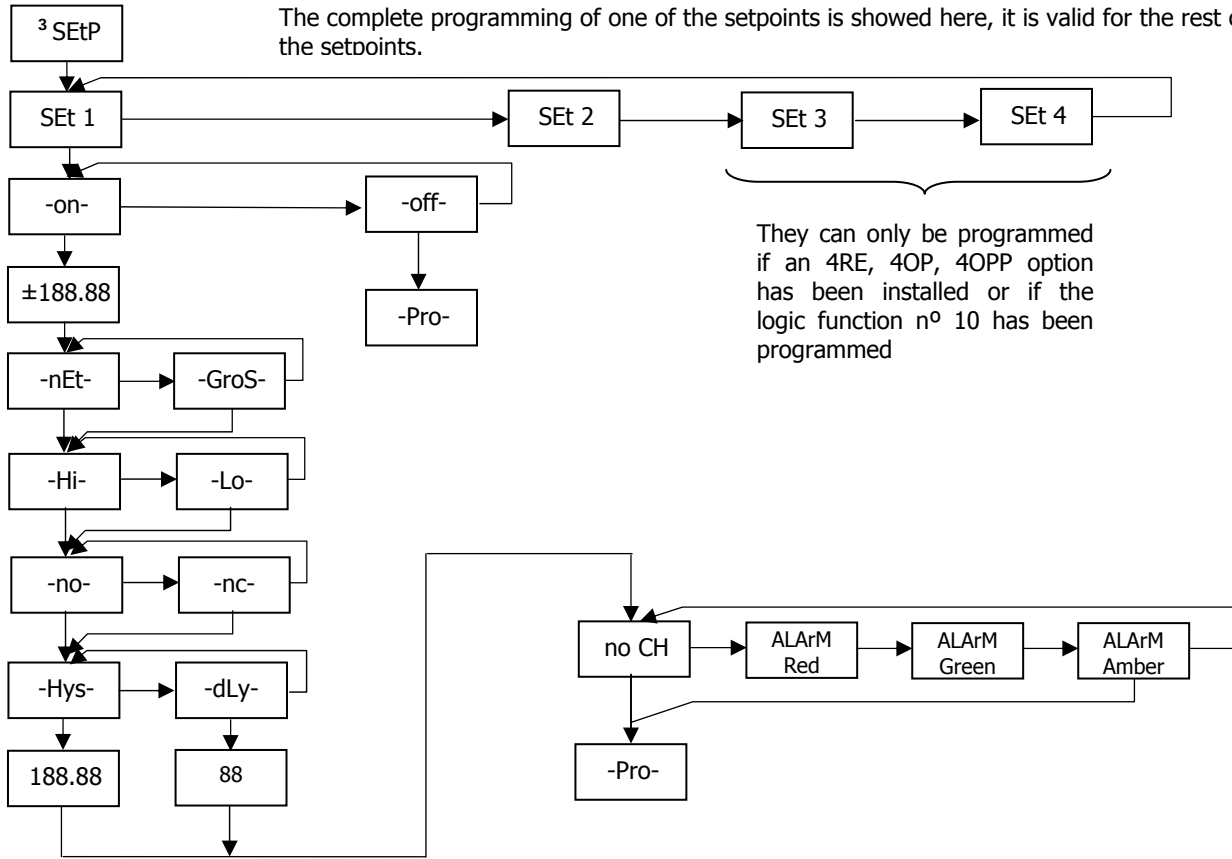 ³ SEtP
The complete programming of one of the setpoints is showed here, it is valid for the rest
the setpoints.
SEt 1
SEt 2
SEt 3
SEt 4
-on-
-off-
±188.88
-Pro-
They can only be programmed
if an 4RE, 4OP, 4OPP option
has been installed or if the
logic function nº 10 has been
programmed
-nEt-
-GroS-
-Hi-
-Lo-
-no-
-nc-
no CH
ALArM
Red
ALArM
Green
ALArM
Amber
-Hys-
-dLy-
188.88
88
-Pro-